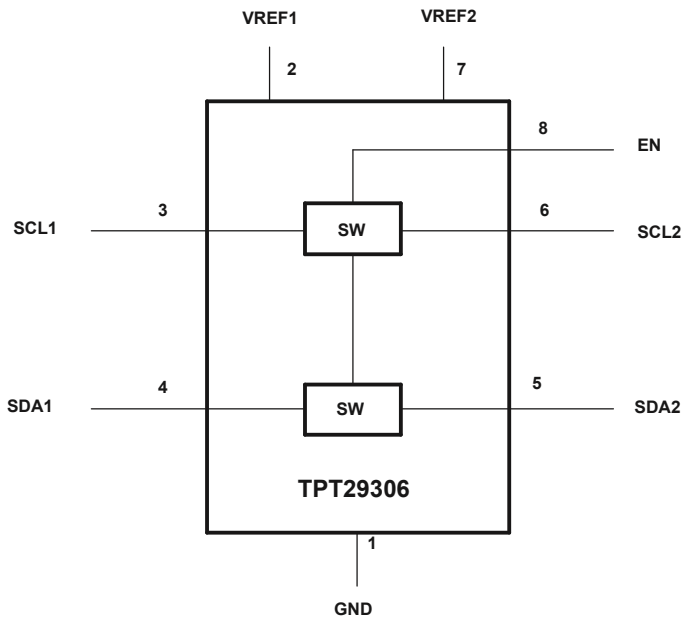 VREF1 VREF2
2 7
8 EN
3 6
SCL1 SW SCL2
4 5
SDA1 SW SDA2
TPT29306
1
GND